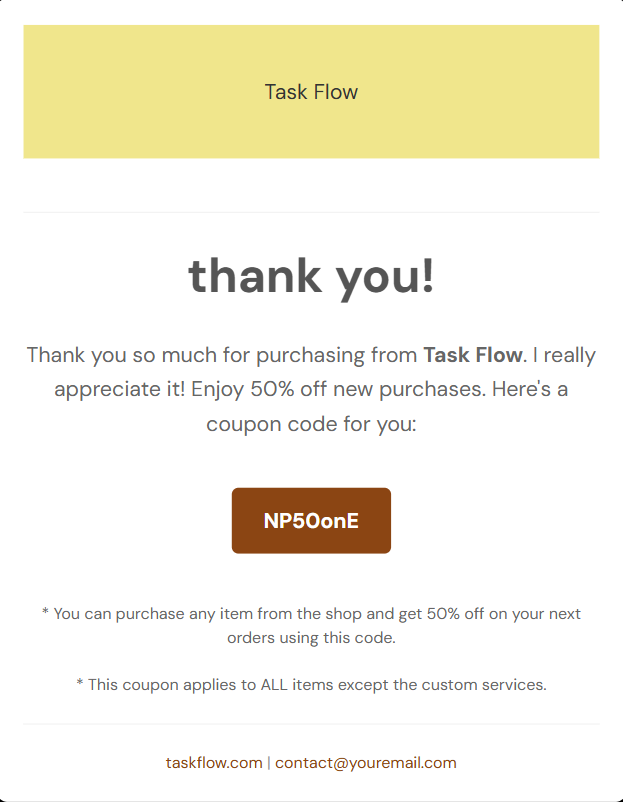 Task Flow
thank you!
Thank you so much for purchasing from Task Flow. I really
appreciate it! Enjoy 50% off new purchases. Here's a
coupon code for you:
NP50onE
* You can purchase any item from the shop and get 50% off on your next
orders using this code.
* This coupon applies to ALL items except the custom services.
taskflow.com | contact@youremail.com